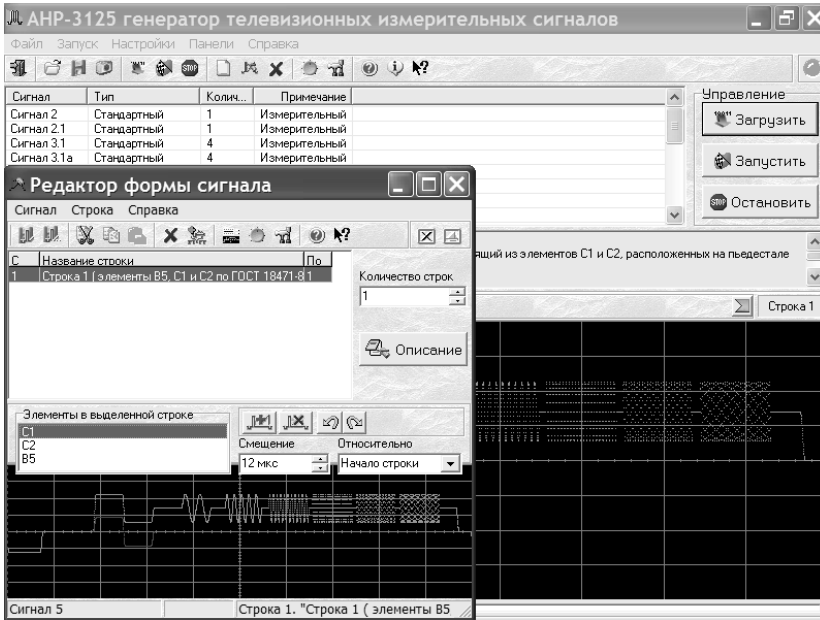 АНР-3125 генератор телевизионных измерительных сигналов
Файл Запуск Настройки Панели Справка
Сигнал Тип Колич... Примечание
Сигнал 2 Стандартный 1 Измерительный
Сигнал 2.1 Стандартный 1 Измерительный
Сигнал 3.1 Стандартный 4 Измерительный
Сигнал 3.1а Стандартный 4 Измерительный
Управление
Загрузить
Запустить
STOP Остановить
Редактор формы сигнала
Сигнал Строка Справка
С Название строки По
1 Строка 1 ( элементы В5, С1 и С2 по ГОСТ 18471-8 1
Количество строк
1
Описание
ящий из элементов С1 и С2, расположенных на пьедестале
Строка 1
Элементы в выделенной строке
С1
С2
В5
Смещение Относительно
12 мкс Начало строки
Сигнал 5 Строка 1. "Строка 1 ( элементы В5